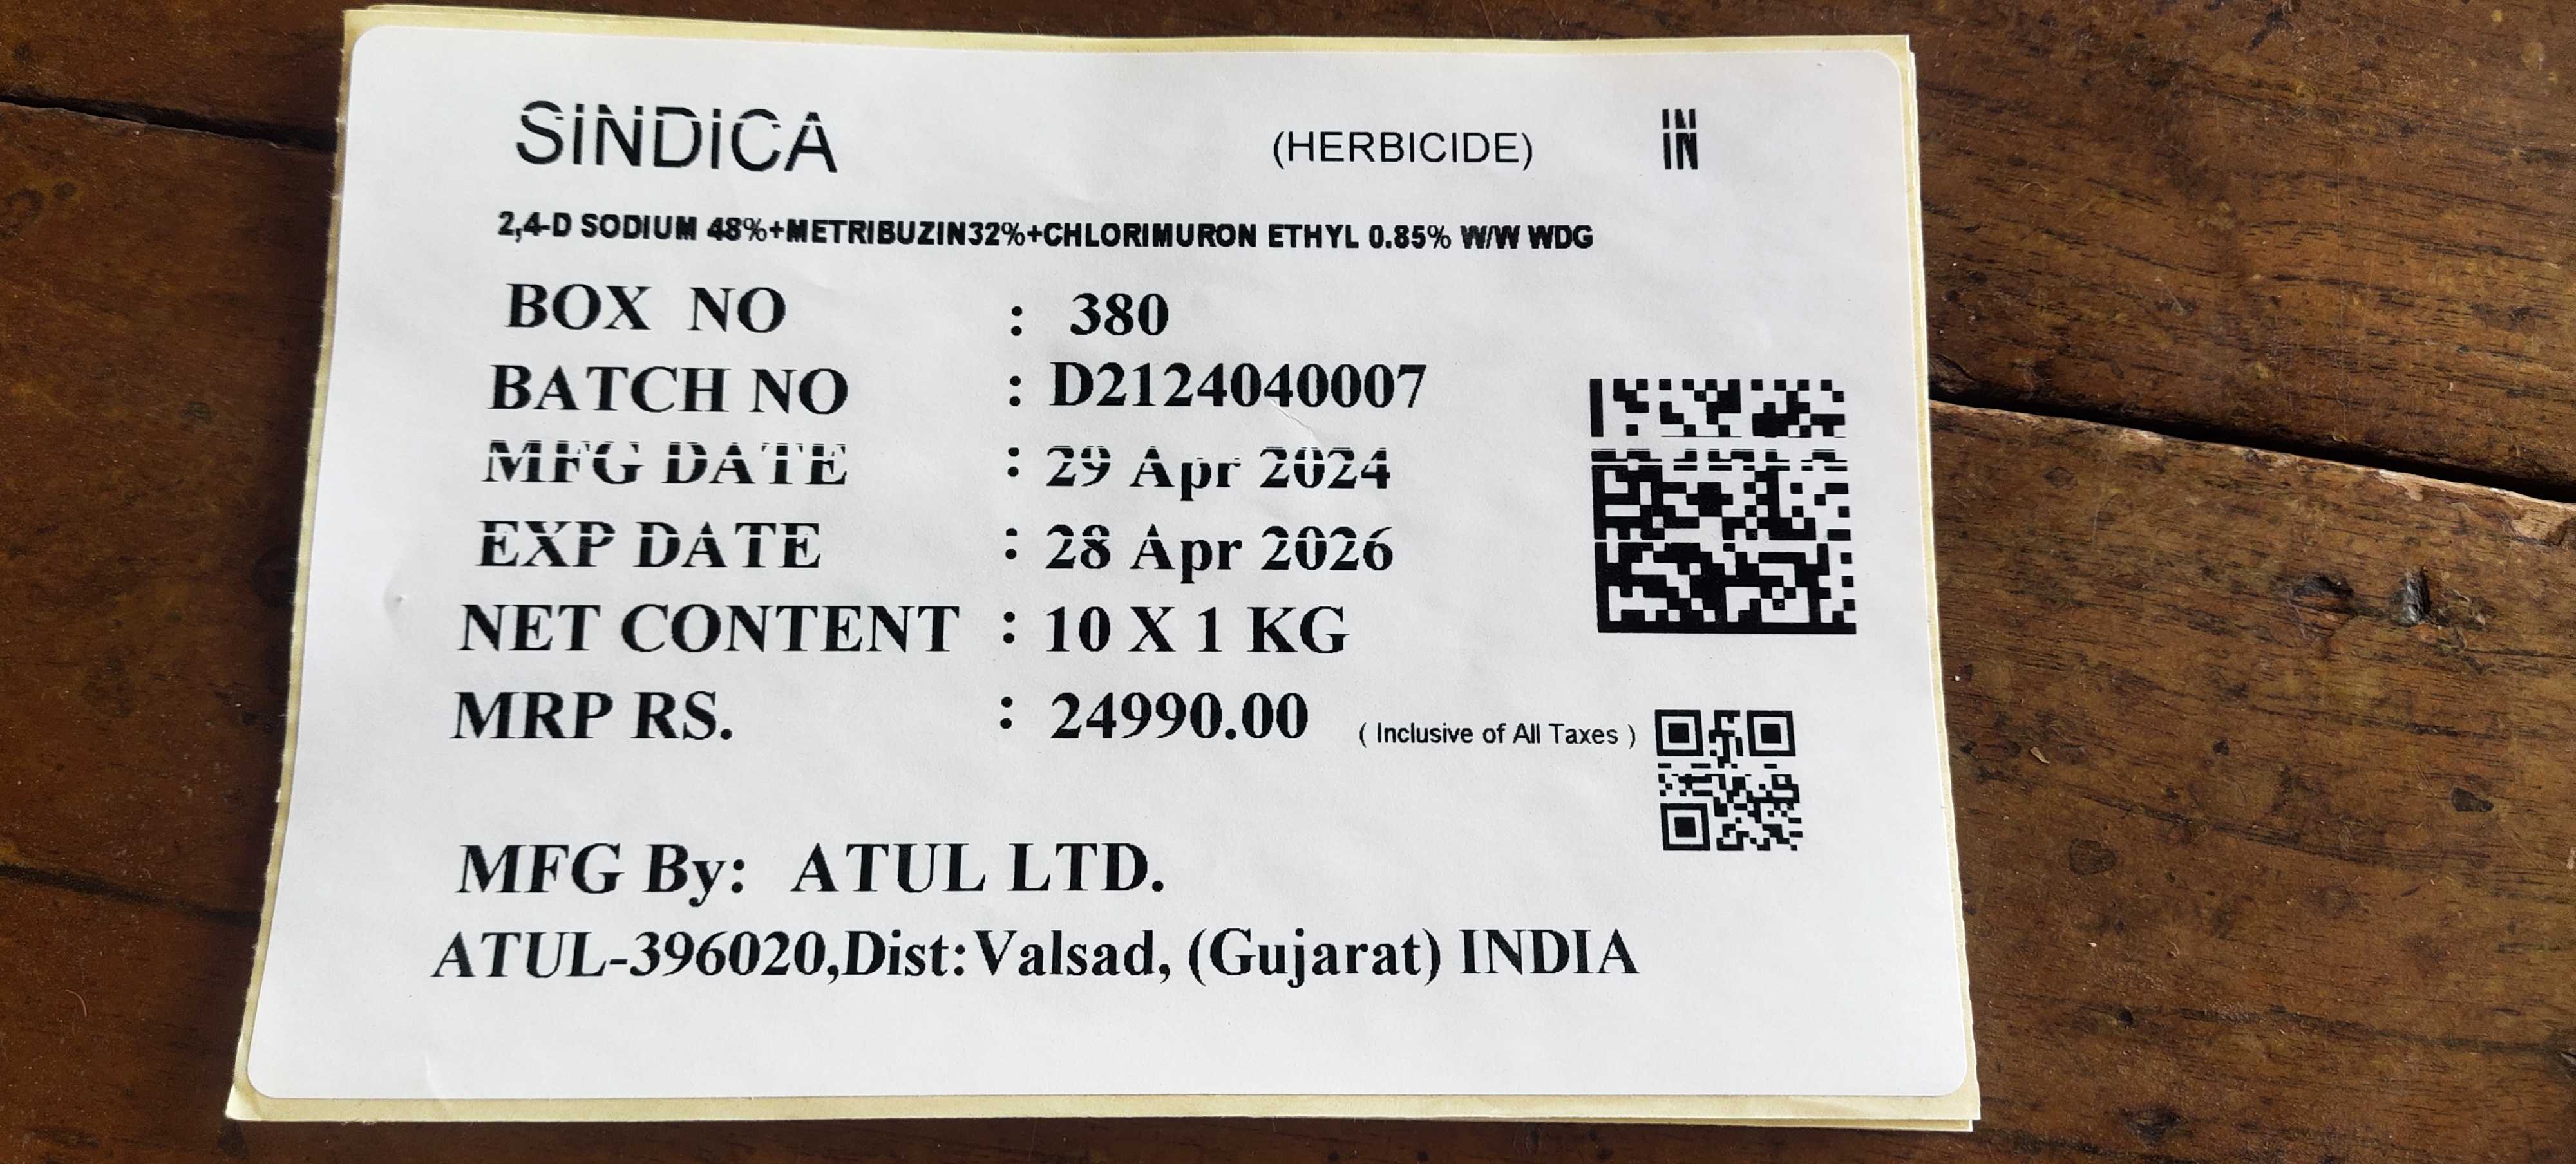 SiNDiCA (HERBICIDE) IN
2,4-D SODIUM 48%+METRIBUZIN32%+CHLORIMURON ETHYL 0.85% W/W WDG
BOX NO : 380
BATCH NO : D2124040007
MFG DATE : 29 Apr 2024
EXP DATE : 28 Apr 2026
NET CONTENT : 10 X 1 KG
MRP RS. : 24990.00 ( Inclusive of All Taxes )
MFG By: ATUL LTD.
ATUL-396020,Dist:Valsad, (Gujarat) INDIA